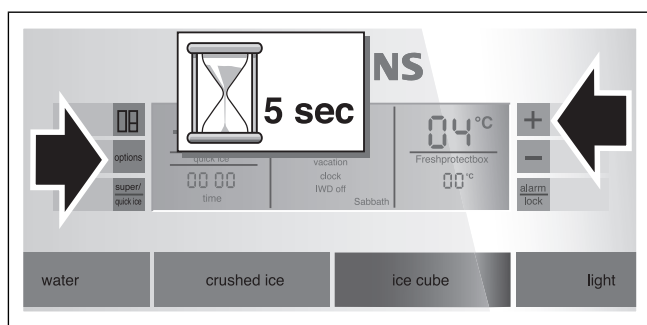 NS
5 sec
options
super/
quick ice
quick ice
00 00
time
vacation
clock
IWD off
Sabbath
04 °C
Freshprotectbox
00 °C
+
−
alarm
lock
water
crushed ice
ice cube
light